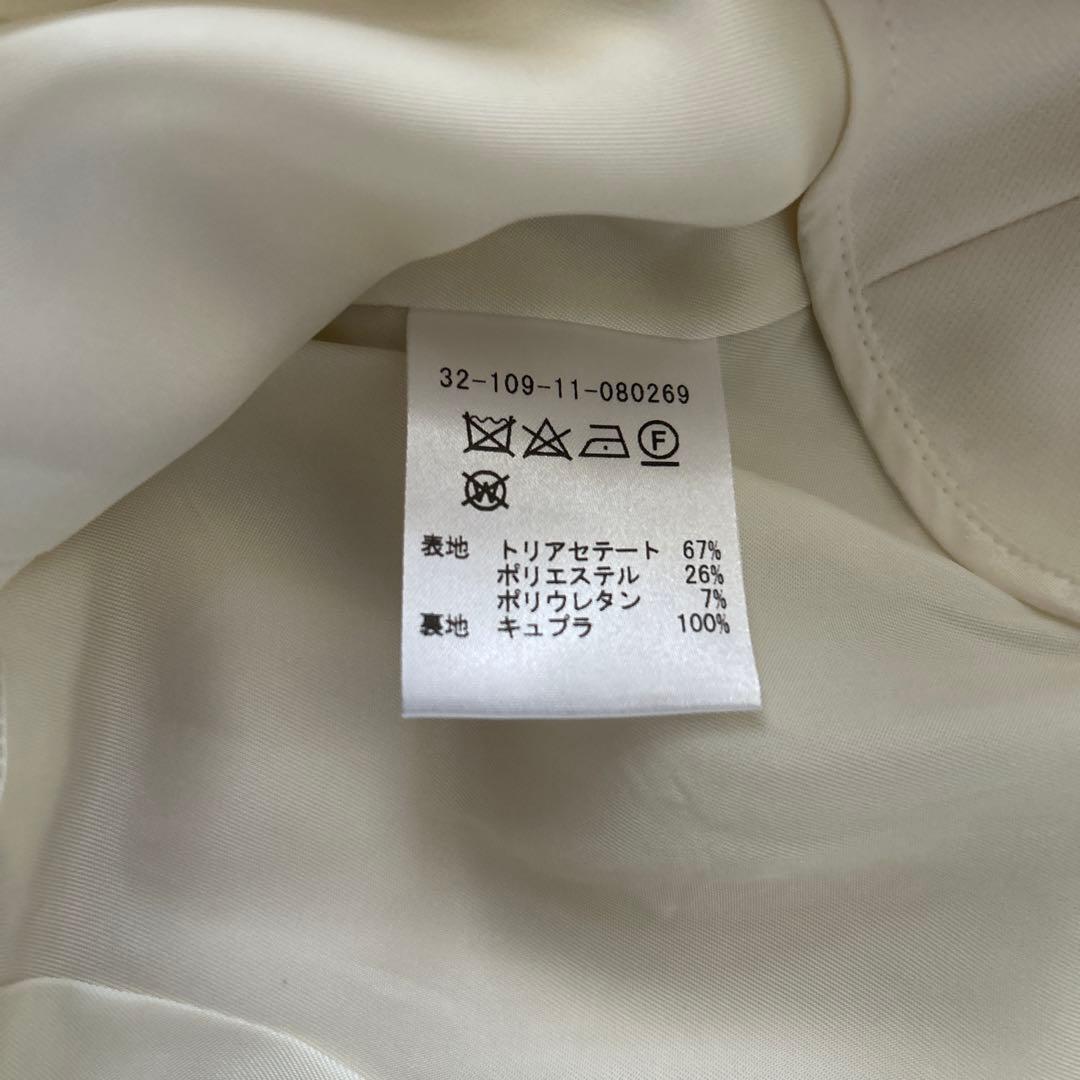 32-109-11-080269
F
W
表地 トリアセテート 67%
ポリエステル 26%
ポリウレタン 7%
裏地 キュプラ 100%